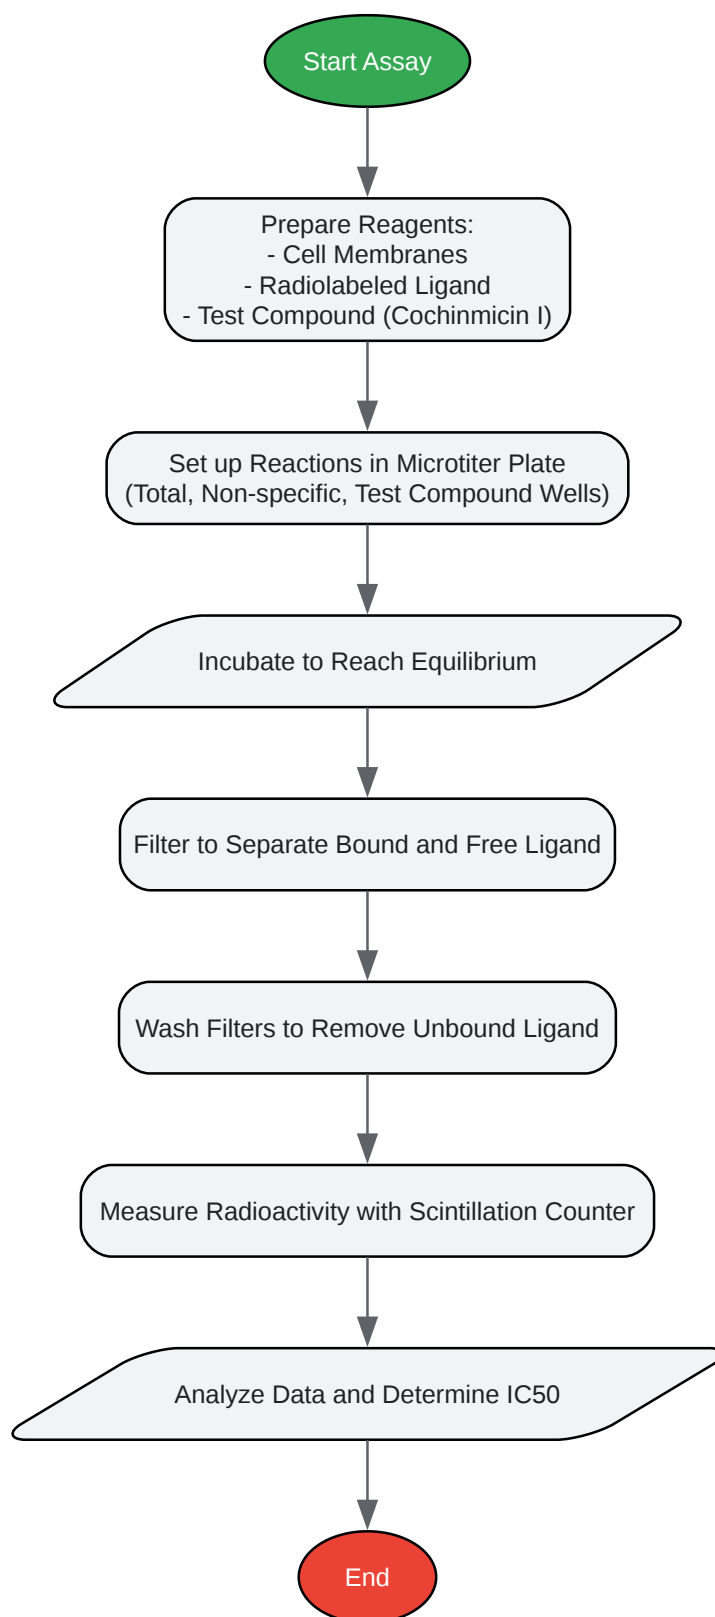 Start Assay
Prepare Reagents:
- Cell Membranes
- Radiolabeled Ligand
- Test Compound (Cochinmicin I)
Set up Reactions in Microtiter Plate
(Total, Non-specific, Test Compound Wells)
Incubate to Reach Equilibrium
Filter to Separate Bound and Free Ligand
Wash Filters to Remove Unbound Ligand
Measure Radioactivity with Scintillation Counter
Analyze Data and Determine IC50
End